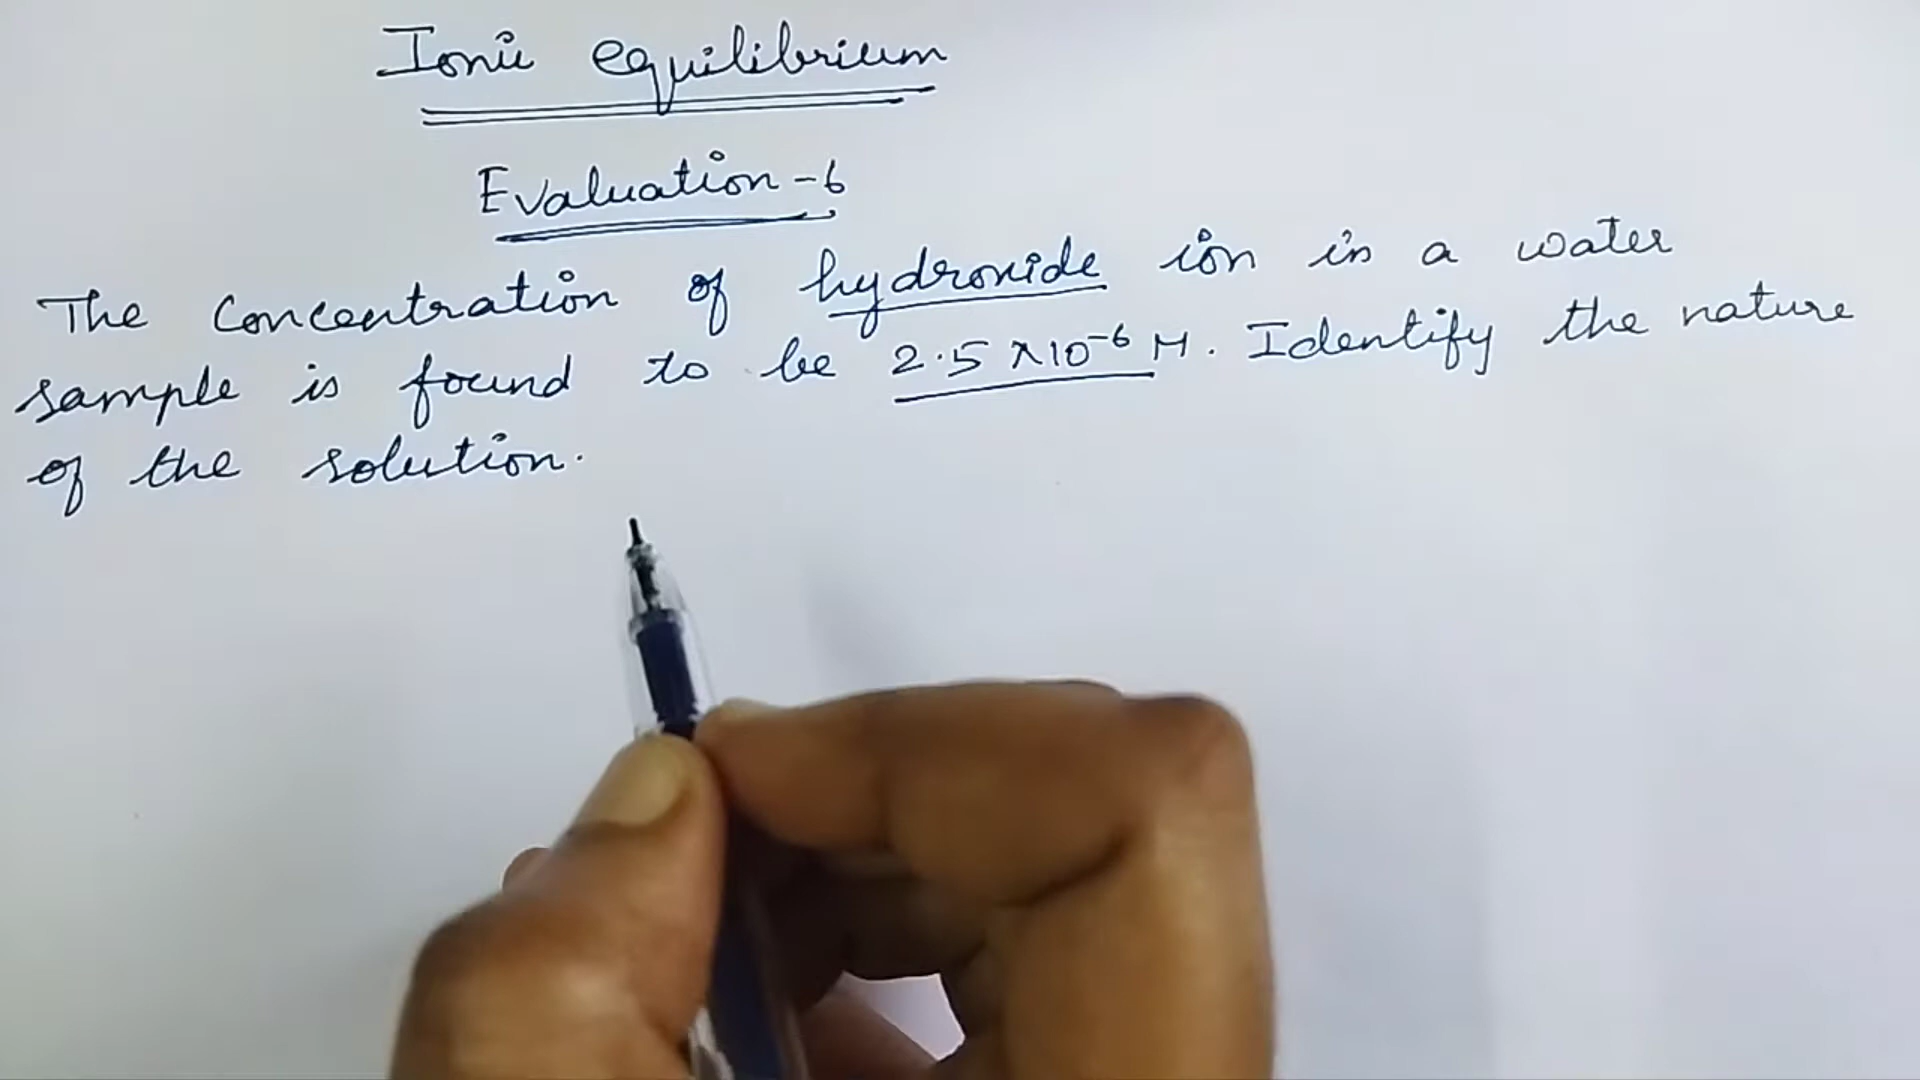 Ionic equilibrium
Evaluation-6
The concentration of hydroxide ion in a water
sample is found to be 2.5 × 10⁻⁶ M. Identify the nature
of the solution.